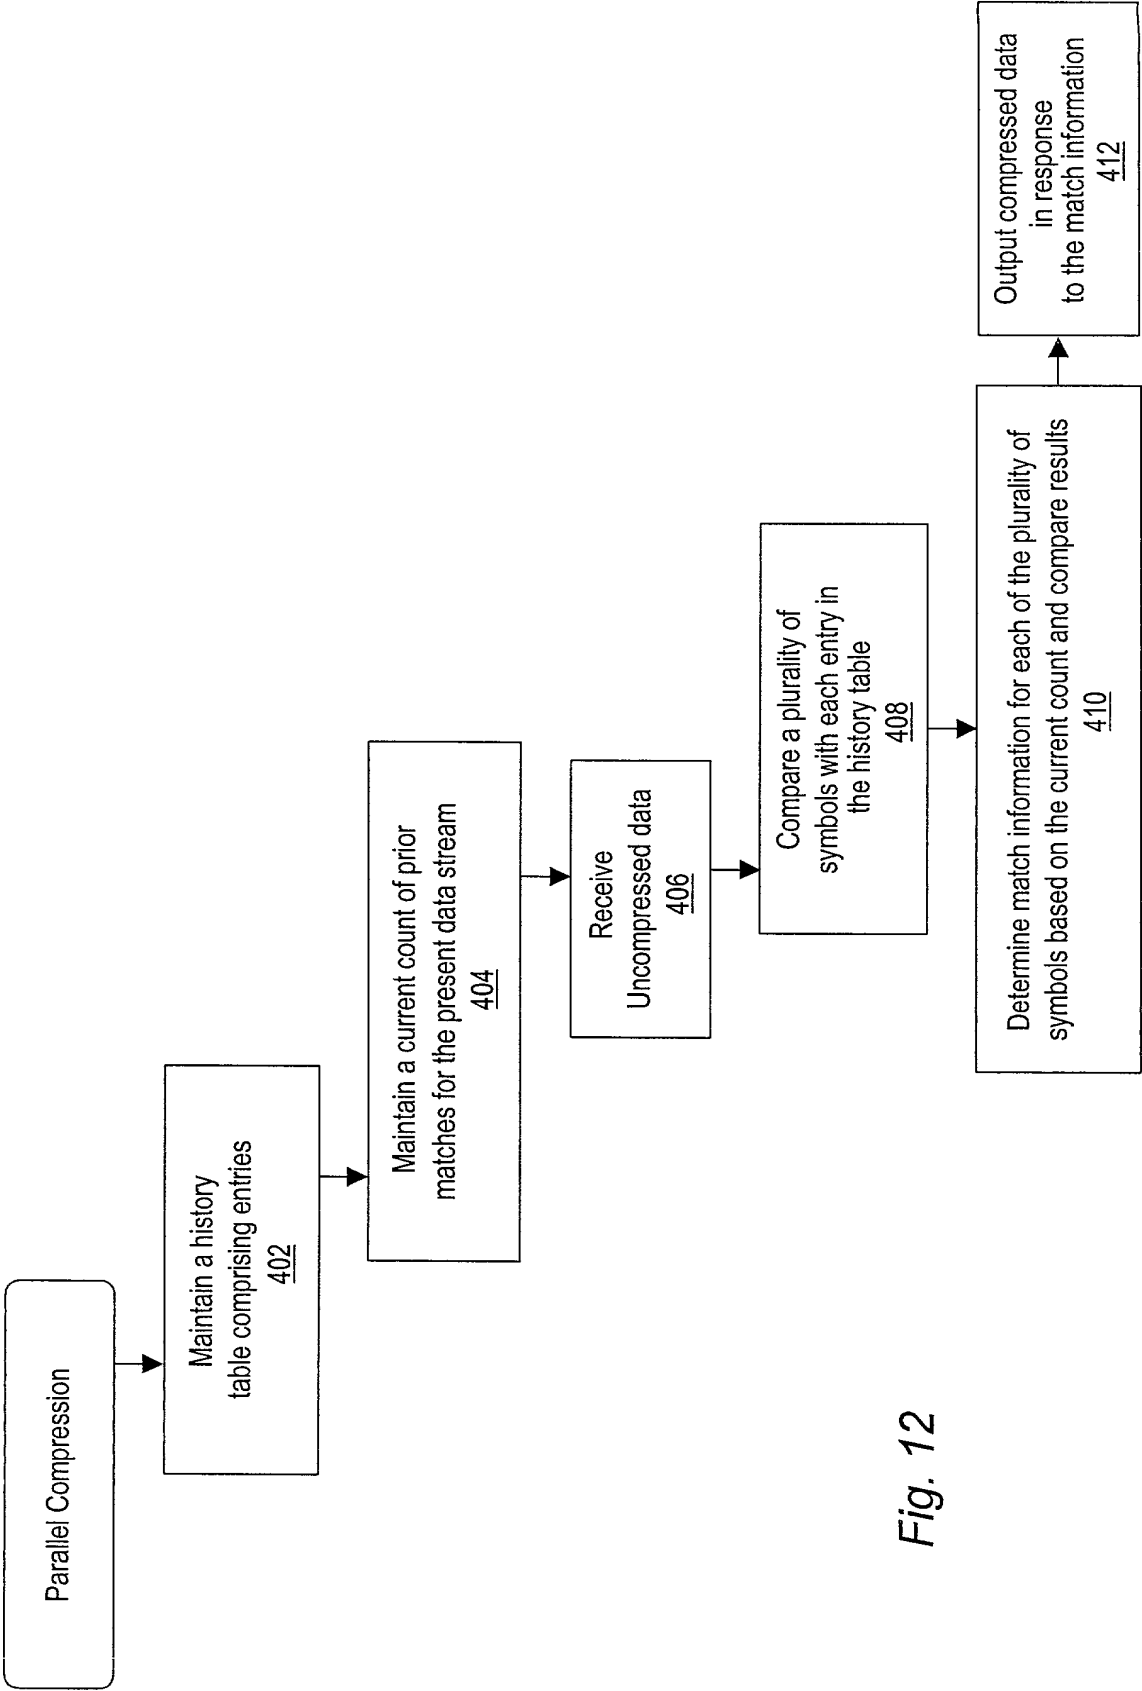 Parallel Compression
Maintain a history
table comprising entries
402
Maintain a current count of prior
matches for the present data stream
404
Receive
Uncompressed data
406
Compare a plurality of
symbols with each entry in
the history table
408
Determine match information for each of the plurality of
symbols based on the current count and compare results
410
Output compressed data
in response
to the match information
412
Fig. 12